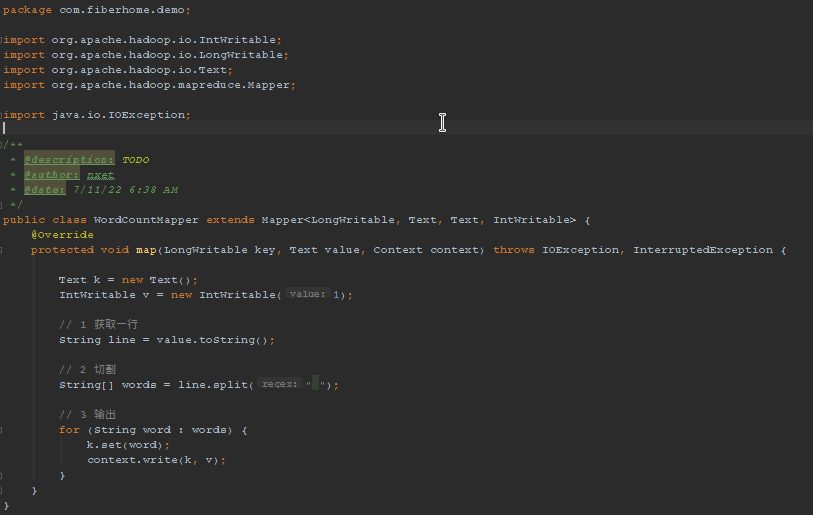 package com.fiberhome.demo;
import org.apache.hadoop.io.IntWritable;
import org.apache.hadoop.io.LongWritable;
import org.apache.hadoop.io.Text;
import org.apache.hadoop.mapreduce.Mapper;
import java.io.IOException;
/**
* @description: TODO
* @author: nxet
* @date: 7/11/22 6:38 AM
*/
public class WordCountMapper extends Mapper<LongWritable, Text, Text, IntWritable> {
@Override
protected void map(LongWritable key, Text value, Context context) throws IOException, InterruptedException {
Text k = new Text();
IntWritable v = new IntWritable( value: 1);
// 1 获取一行
String line = value.toString();
// 2 切割
String[] words = line.split( regex: " ");
// 3 输出
for (String word : words) {
k.set(word);
context.write(k, v);
}
}
}